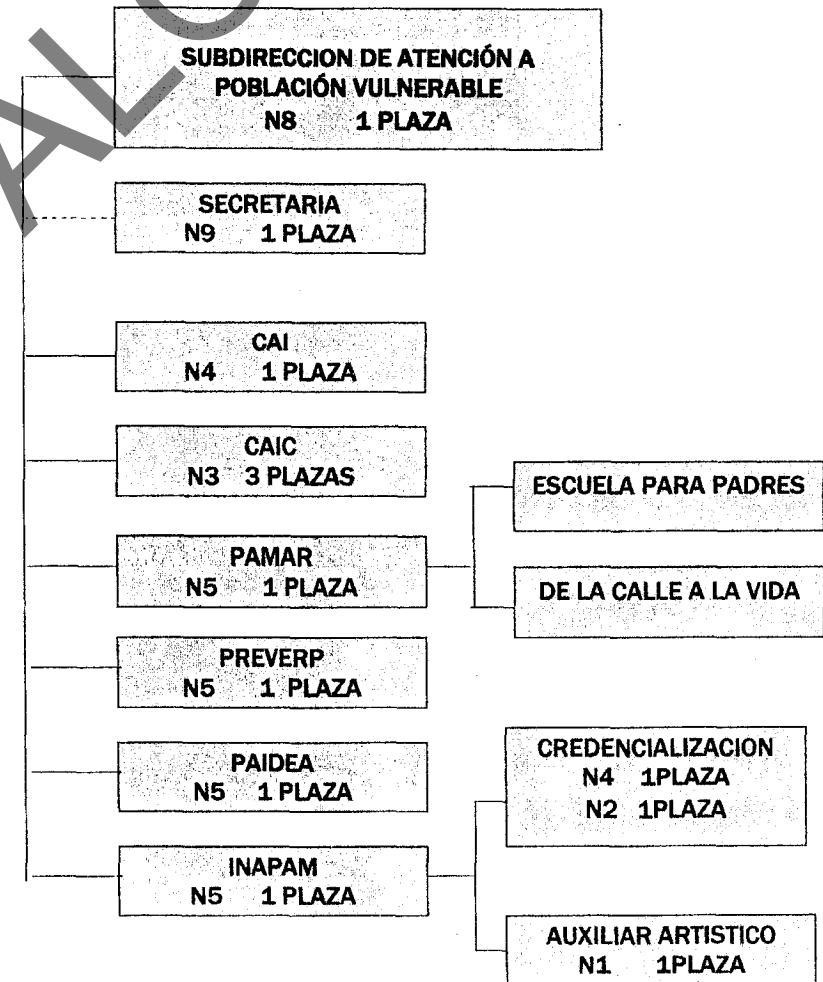 SUBDIRECCION DE ATENCIÓN A
POBLACIÓN VULNERABLE
N8 1 PLAZA
SECRETARIA
N9 1 PLAZA
CAI
N4 1 PLAZA
CAIC
N3 3 PLAZAS
PAMAR
N5 1 PLAZA
ESCUELA PARA PADRES
DE LA CALLE A LA VIDA
PREVERP
N5 1 PLAZA
PAIDEA
N5 1 PLAZA
INAPAM
N5 1 PLAZA
CREDENCIALIZACION
N4 1PLAZA
N2 1PLAZA
AUXILIAR ARTISTICO
N1 1PLAZA